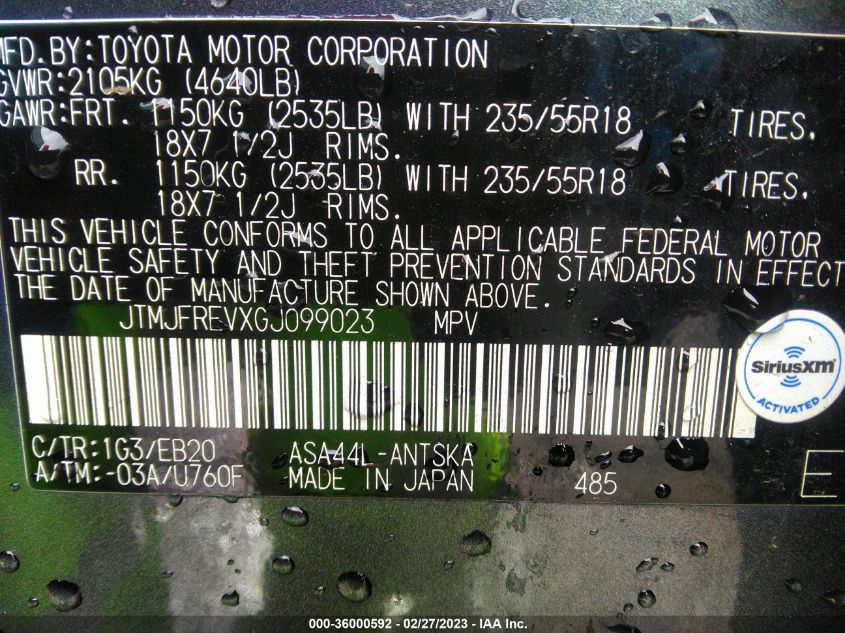 MFD.BY:TOYOTA MOTOR CORPORATION
GVWR:2105KG (4640LB)
GAWR:FRT. 1150KG (2535LB) WITH 235/55R18 TIRES.
18X7 1/2J RIMS.
RR. 1150KG (2535LB) WITH 235/55R18 TIRES.
18X7 1/2J RIMS.
THIS VEHICLE CONFORMS TO ALL APPLICABLE FEDERAL MOTOR
VEHICLE SAFETY AND THEFT PREVENTION STANDARDS IN EFFECT
THE DATE OF MANUFACTURE SHOWN ABOVE.
JTMJFREVXGJ099023 MPV
SiriusXM
ACTIVATED
C/TR:1G3/EB20 ASA44L-ANTSKA
A/TM:-03A/U760F MADE IN JAPAN 485 E
000-36000592 - 02/27/2023 - IAA Inc.